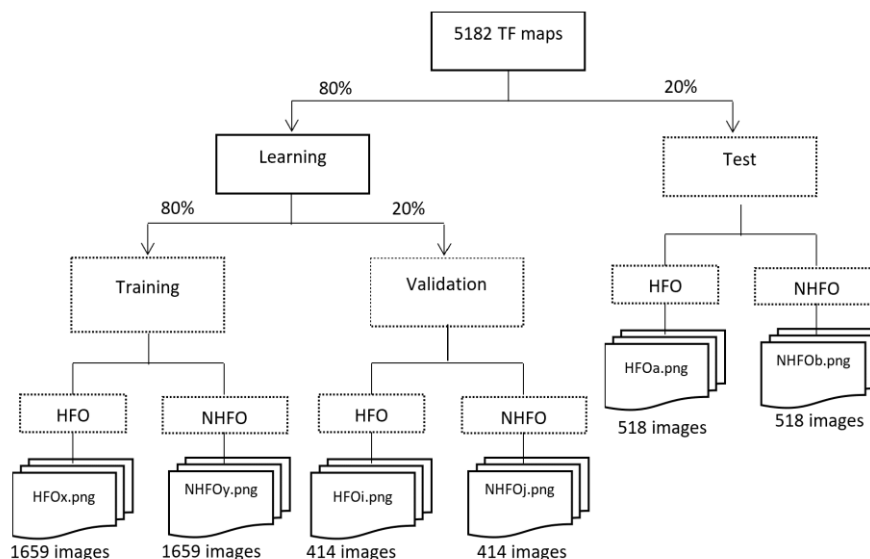 5182 TF maps
80%
20%
Learning
Test
80%
20%
Training
Validation
HFO
NHFO
HFOa.png
NHFOb.png
518 images
518 images
HFO
NHFO
HFO
NHFO
HFOx.png
NHFOy.png
HFOi.png
NHFOj.png
1659 images
1659 images
414 images
414 images